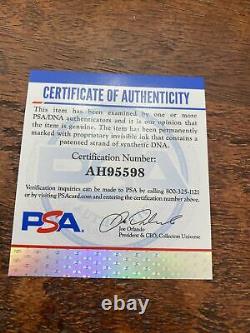 CERTIFICATE OF AUTHENTICITY
This item has been examined by one or more
PSA/DNA authenticators and it is our opinion that
the item is genuine. The item has been permanently
marked with proprietary invisible ink that contains a
patented strand of synthetic DNA.
Certification Number:
AH95598
Verification inquiries can be made to PSA by calling 800-325-1121
or by visiting PSAcard.com and entering the certification number.
PSA
Joe Orlando
President & CEO, Collectors Universe